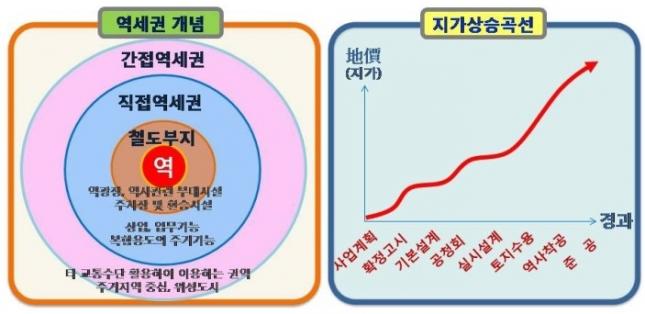 역세권 개념
간접역세권
직접역세권
철도부지
역
역광장, 역시관련 부대시설
주차장 및 환승시설
상업, 업무기능
복합용도의 주거기능
타 교통수단 활용하여 이용하는 권역
주거지역 중심, 위성도시
지가상승곡선
地價
(지가)
경과
사업계획
확정고시
기본설계
공청회
실시설계
토지수용
역사착공
준 공